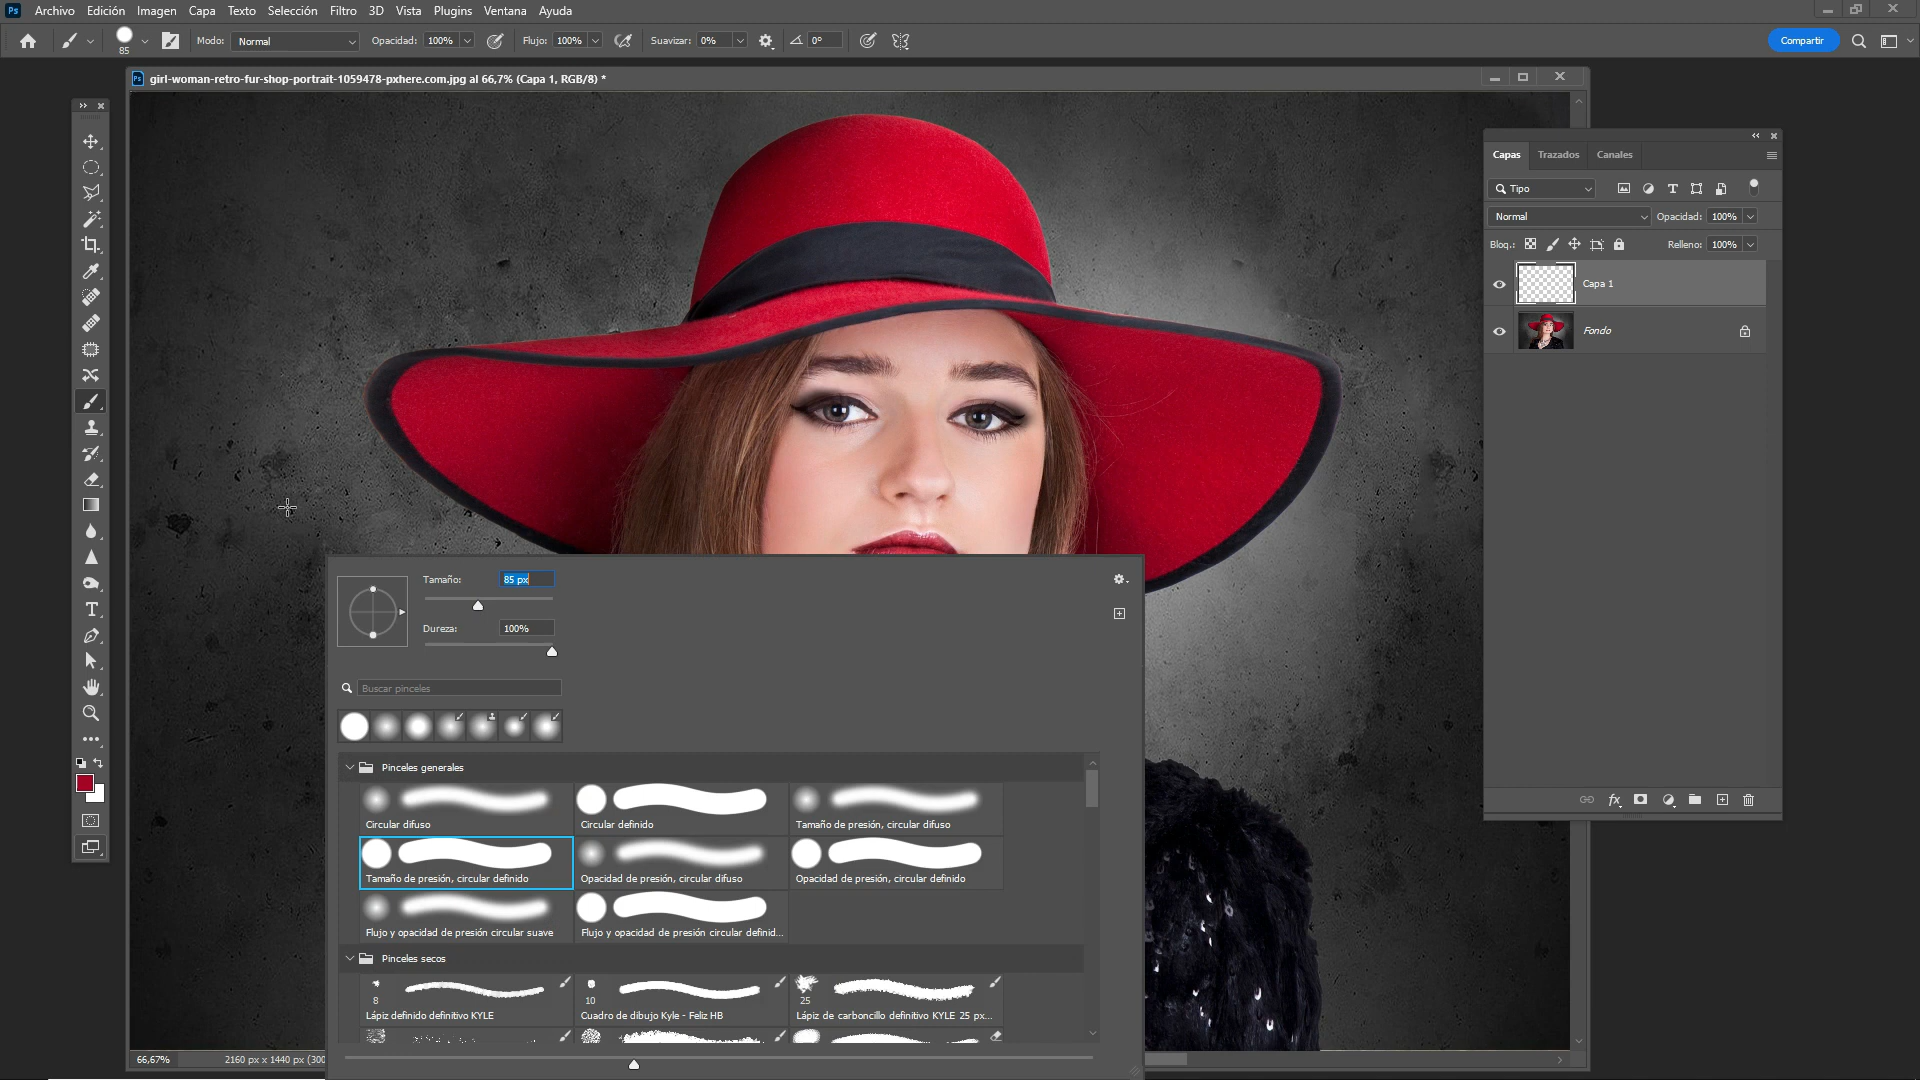 Ps Archivo Edición Imagen Capa Texto Selección Filtro 3D Vista Plugins Ventana Ayuda
85 Modo: Normal Opacidad: 100% Flujo: 100% Suavizar: 0% 0° Compartir
Ps girl-woman-retro-fur-shop-portrait-1059478-pxhere.com.jpg al 66,7% (Capa 1, RGB/8) *
Capas Trazados Canales
Tipo
Normal Opacidad: 100%
Bloq.: Relleno: 100%
Capa 1
Fondo
fx
Tamaño: 85 px
Dureza: 100%
Buscar pinceles
Pinceles generales
Circular difuso Circular definido Tamaño de presión, circular difuso
Tamaño de presión, circular definido Opacidad de presión, circular difuso Opacidad de presión, circular definido
Flujo y opacidad de presión circular suave Flujo y opacidad de presión circular definid...
Pinceles secos
8 10 25
Lápiz definido definitivo KYLE Cuadro de dibujo Kyle - Feliz HB Lápiz de carboncillo definitivo KYLE 25 px...
66,67% 2160 px x 1440 px (300